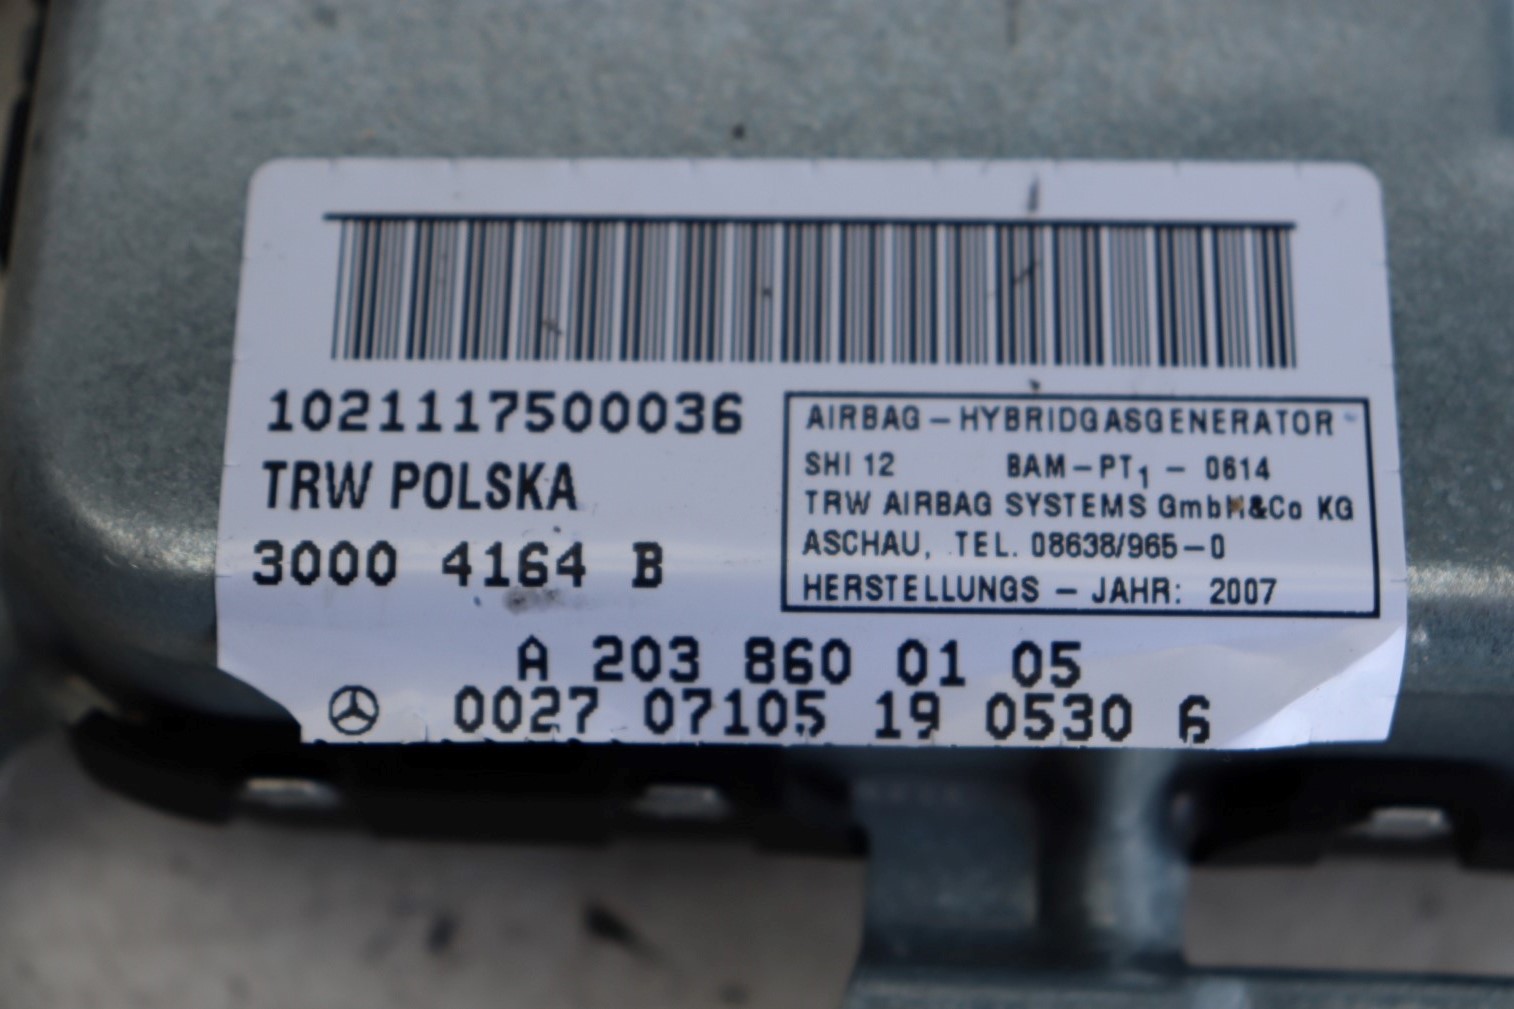 1021117500036
TRW POLSKA
3000 4164 B
AIRBAG - HYBRIDGASGENERATOR
SHI 12 BAM - PT₁ - 0614
TRW AIRBAG SYSTEMS GmbH&Co KG
ASCHAU, TEL. 08638/965-0
HERSTELLUNGS - JAHR: 2007
A 203 860 01 05
0027 07105 19 0530 6